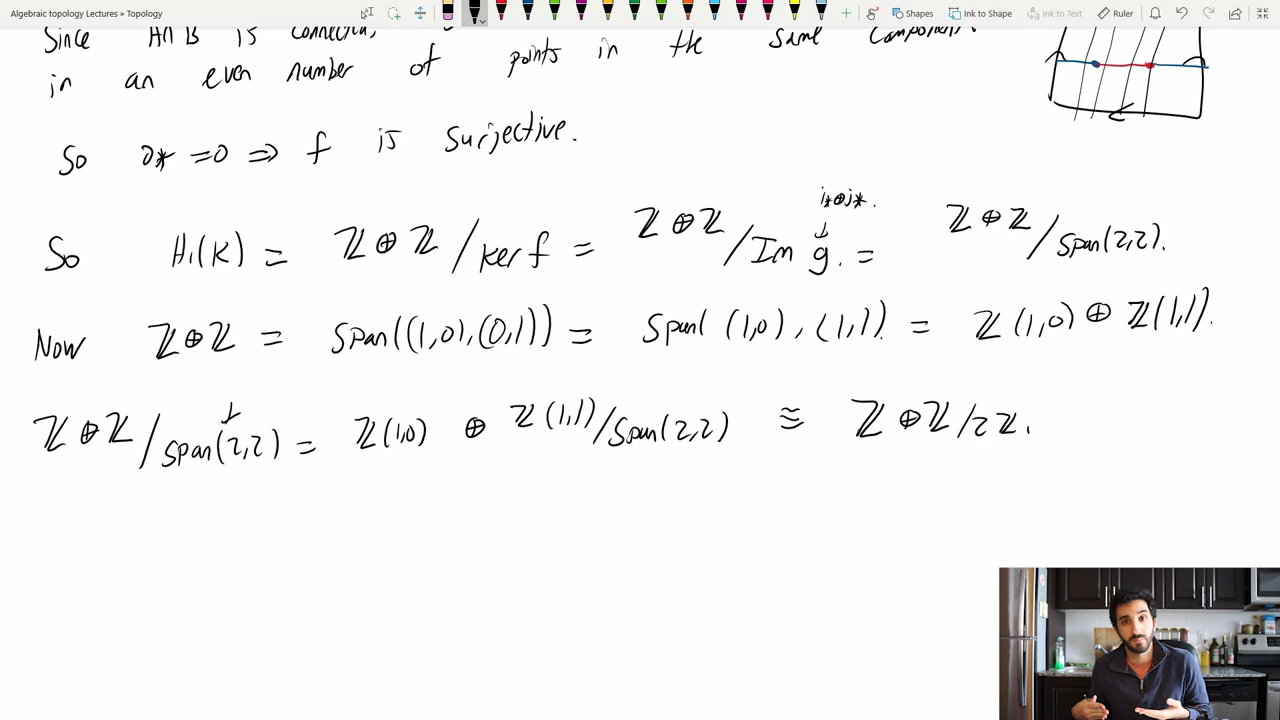 Algebraic topology Lectures » Topology
Shapes Ink to Shape Ink to Text Ruler
Since A∩B is connected, same component
in an even number of points in the
So ∂* = 0 ⇒ f is surjective.
i*⊕j*.
So H₁(K) = ℤ⊕ℤ/ker f = ℤ⊕ℤ/Im g. = ℤ⊕ℤ/span(2,2).
Now ℤ⊕ℤ = span((1,0),(0,1)) = span( (1,0), (1,1) ) = ℤ(1,0) ⊕ ℤ(1,1).
ℤ⊕ℤ/span(2,2) = ℤ(1,0) ⊕ ℤ(1,1)/span(2,2) ≅ ℤ⊕ℤ/2ℤ.